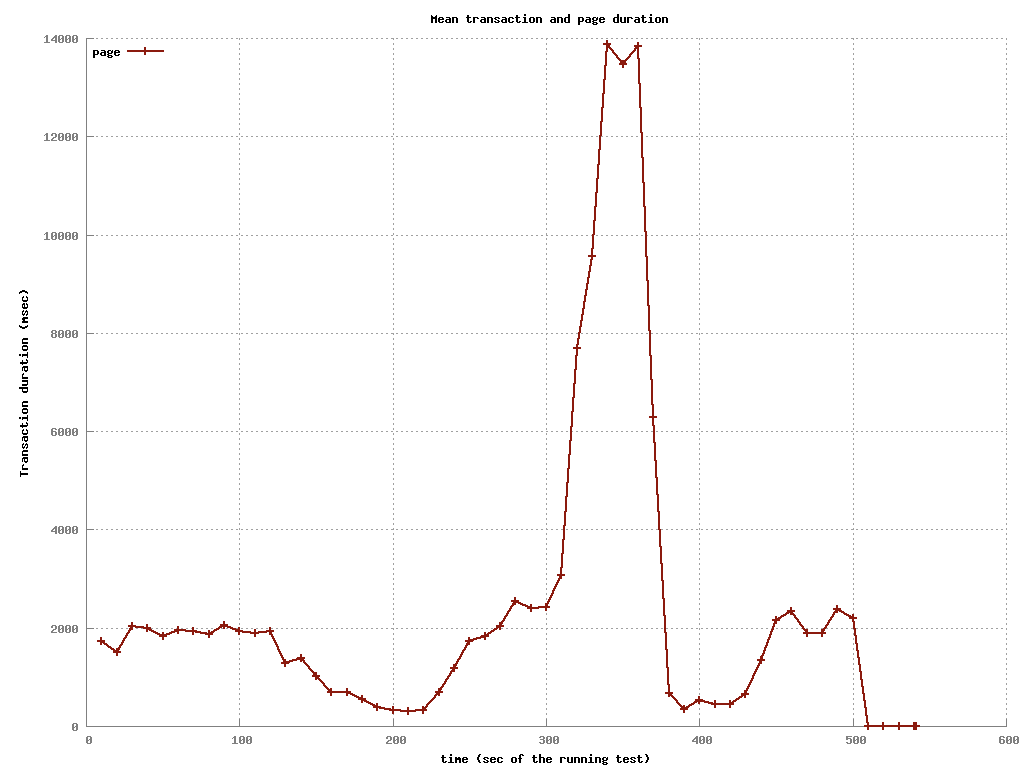 Mean transaction and page duration
page
14000
12000
10000
8000
6000
4000
2000
0
Transaction duration (msec)
0 100 200 300 400 500 600
time (sec of the running test)